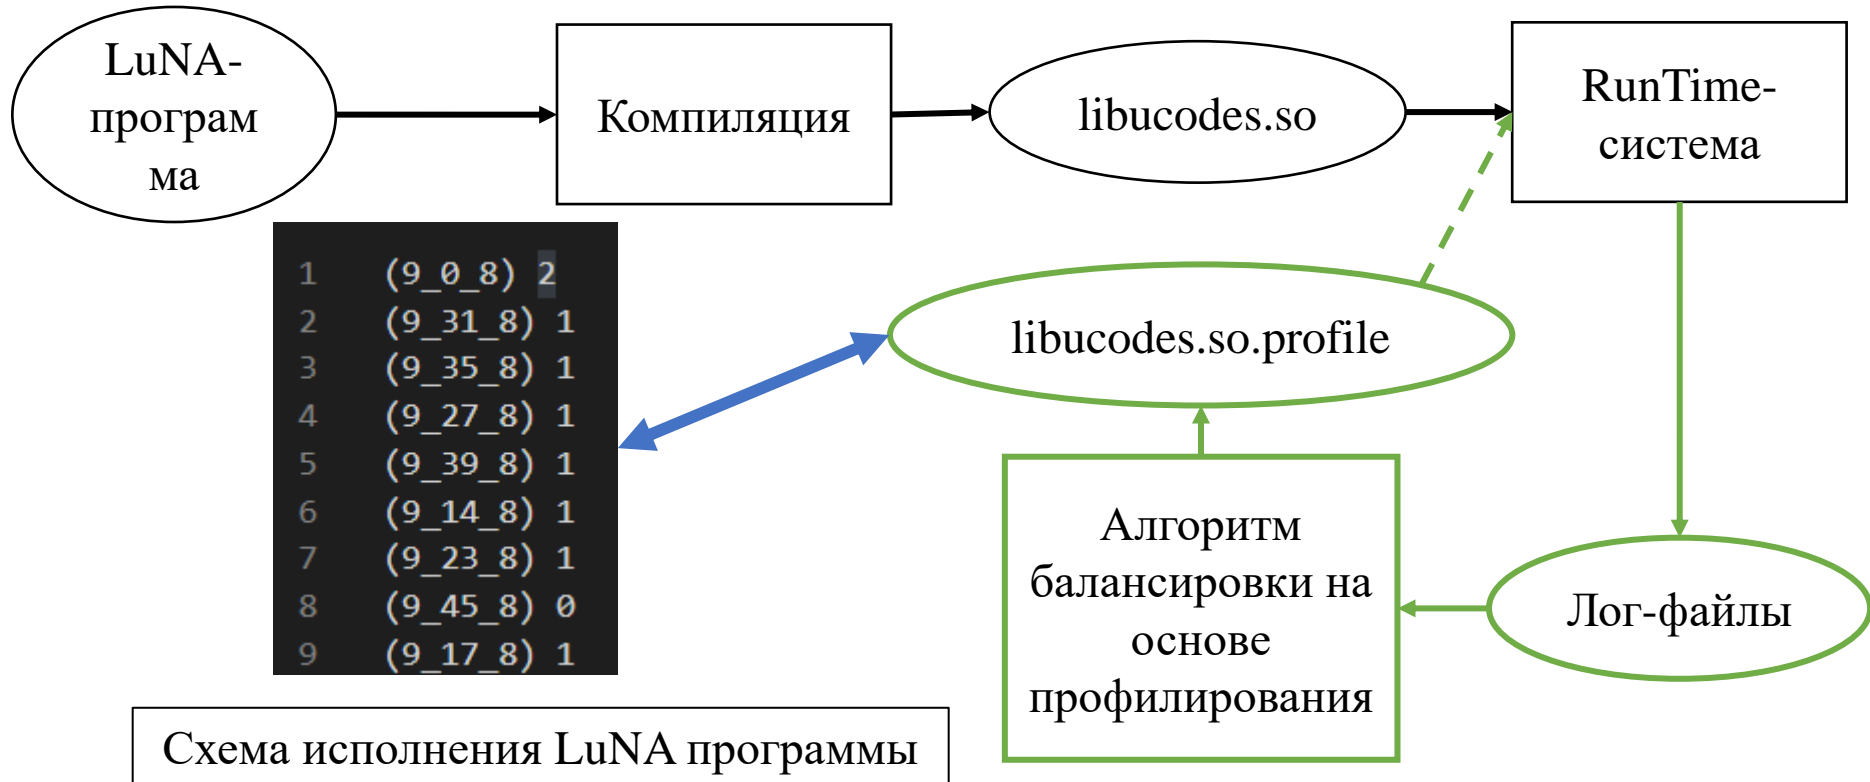 LuNA-
програм
ма
Компиляция
libucodes.so
RunTime-
система
1 (9_0_8) 2
2 (9_31_8) 1
3 (9_35_8) 1
4 (9_27_8) 1
5 (9_39_8) 1
6 (9_14_8) 1
7 (9_23_8) 1
8 (9_45_8) 0
9 (9_17_8) 1
libucodes.so.profile
Алгоритм
балансировки на
основе
профилирования
Лог-файлы
Схема исполнения LuNA программы